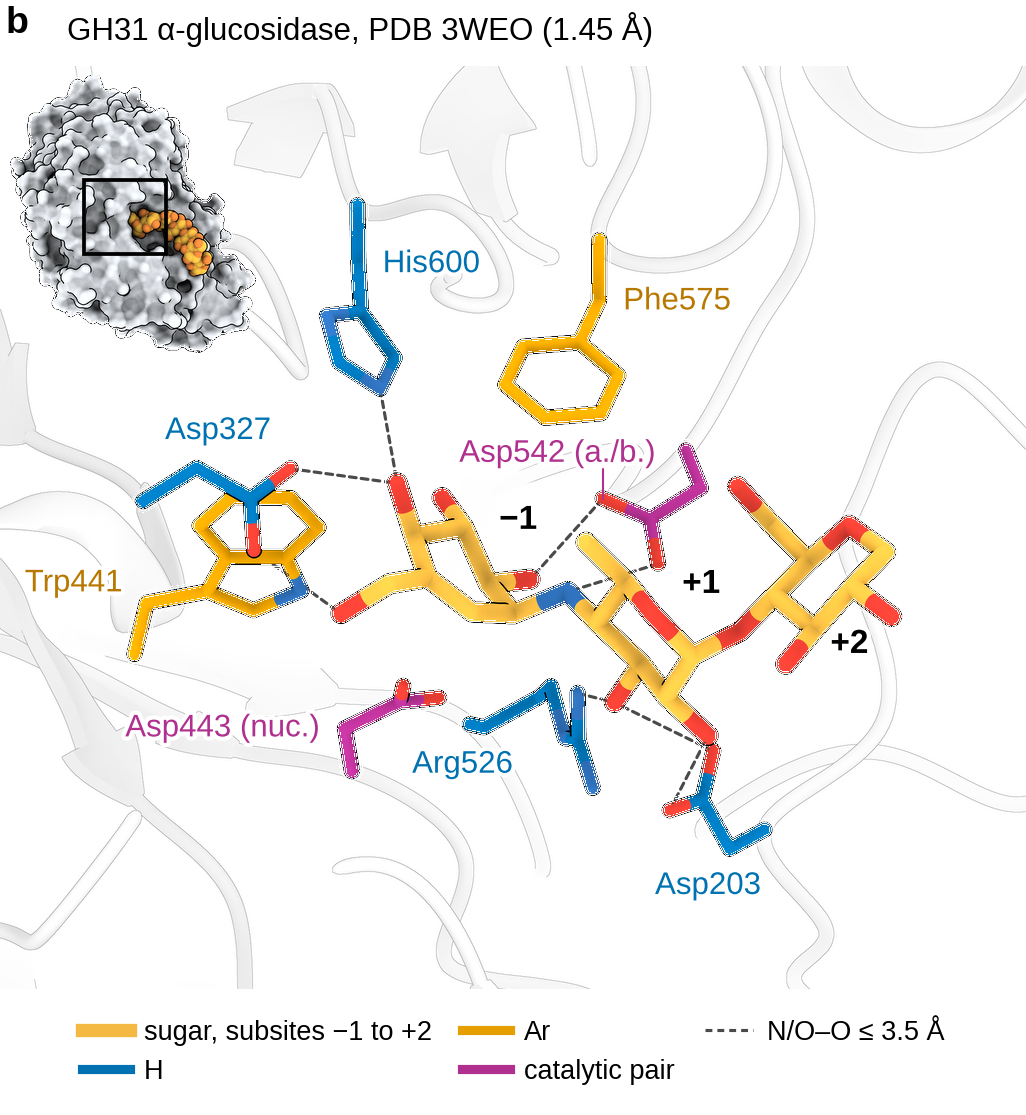 b
GH31 α-glucosidase, PDB 3WEO (1.45 Å)
His600
Phe575
Asp327
Asp542 (a./b.)
−1
Trp441
+1
+2
Asp443 (nuc.)
Arg526
Asp203
sugar, subsites −1 to +2
Ar
N/O–O ≤ 3.5 Å
H
catalytic pair